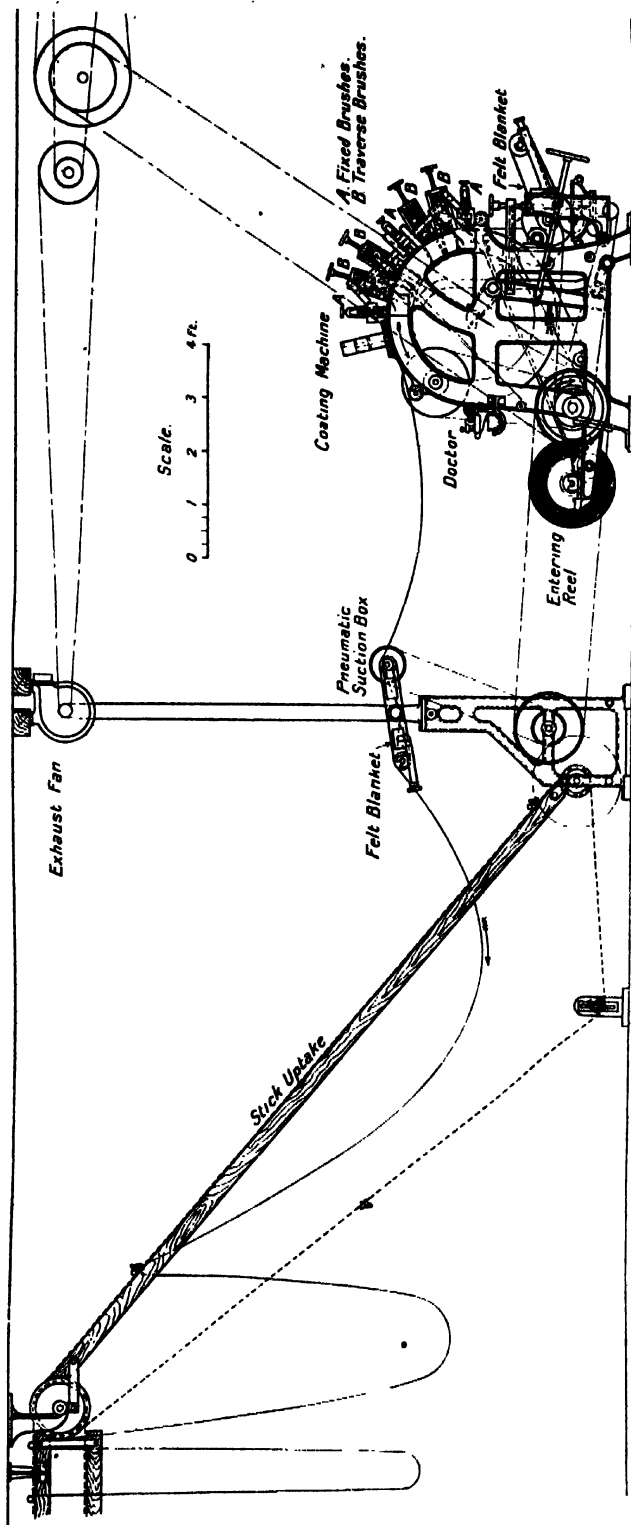 A. Fixed Brushes.
B. Traverse Brushes.
Felt Blanket
A
B
B
A
B
B
A
Coating Machine
Scale.
0 1 2 3 4 Ft.
Doctor
Entering
Reel
Pneumatic
Suction Box
Felt Blanket
Exhaust Fan
Stick Uptake